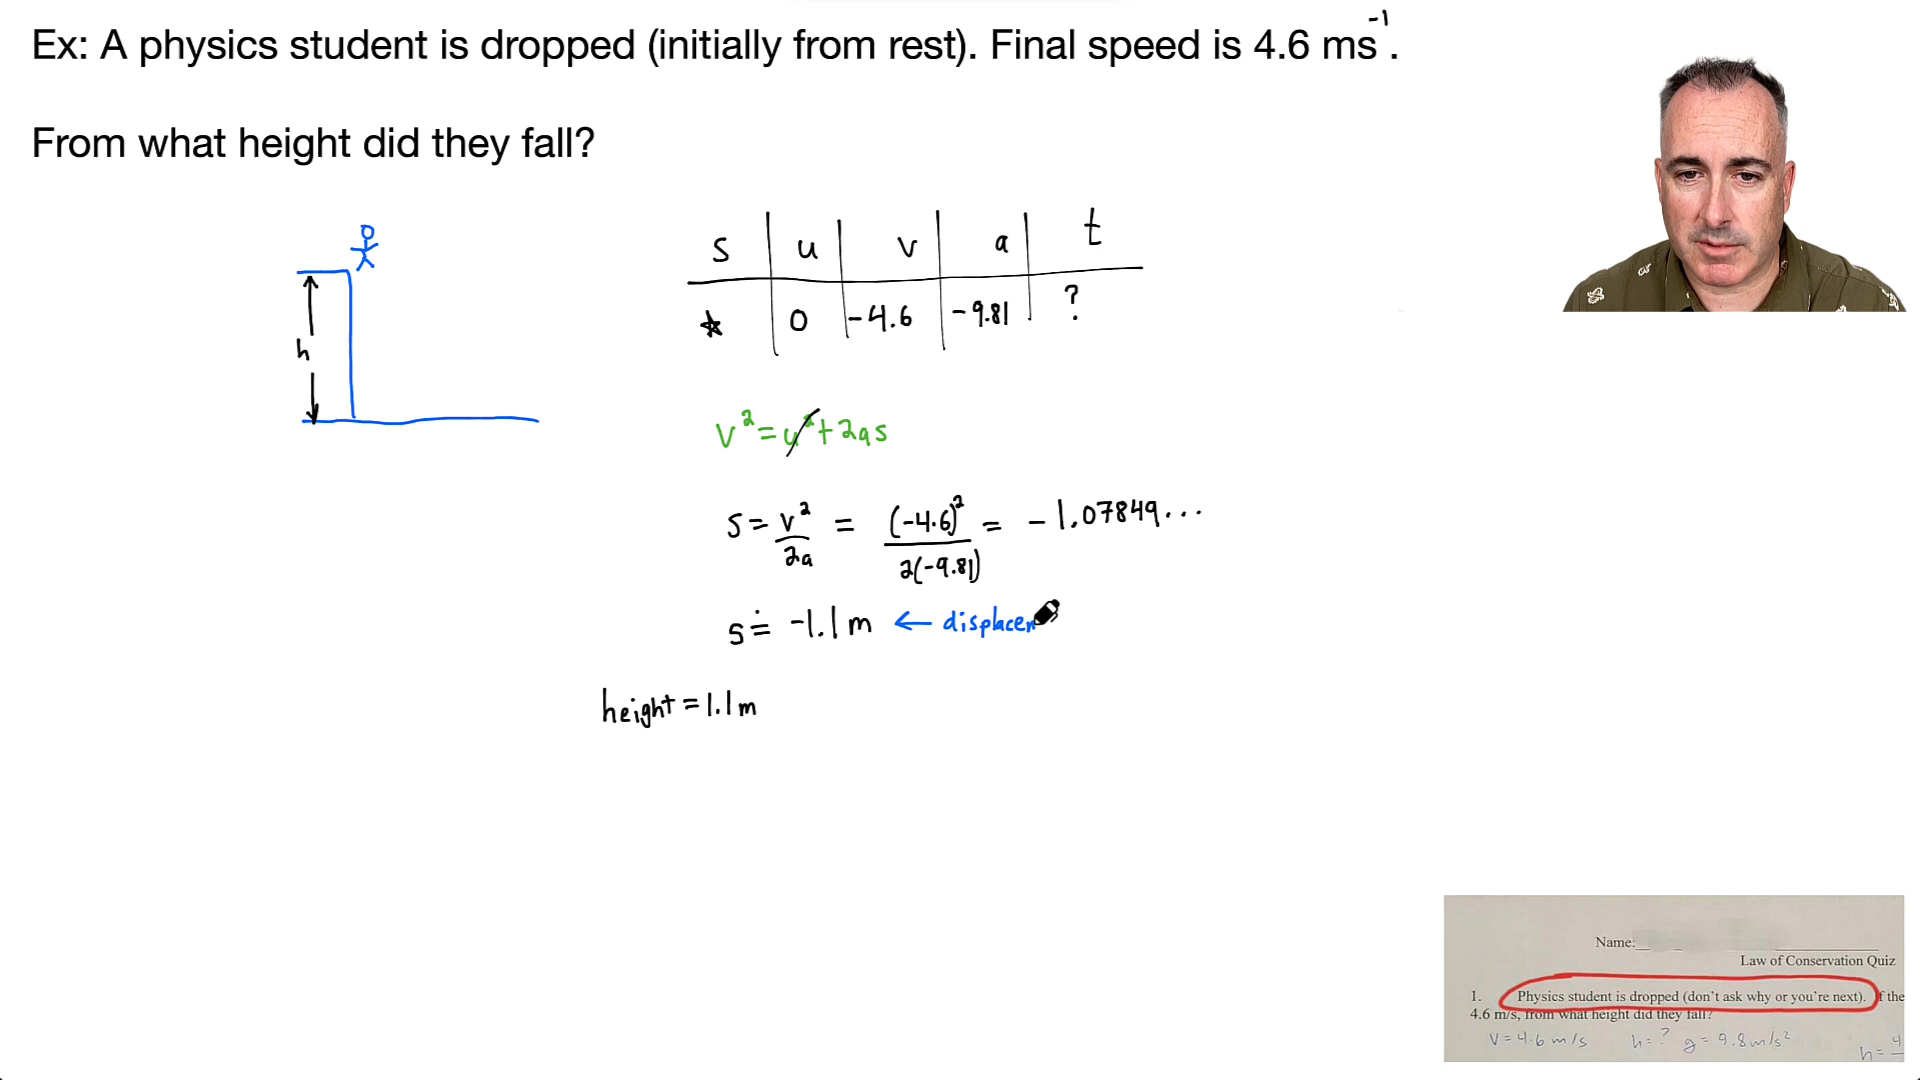 Ex: A physics student is dropped (initially from rest). Final speed is 4.6 ms⁻¹.
From what height did they fall?
s u v a t
★ 0 -4.6 -9.81 ?
h
v² = u² + 2as
s = v²/2a = (-4.6)²/2(-9.81) = -1.07849...
s ≐ -1.1 m ← displacem
height = 1.1 m
Name:
Law of Conservation Quiz
1. Physics student is dropped (don't ask why or you're next). If the
4.6 m/s, from what height did they fall?
v = 4.6 m/s h = ? g = 9.8 m/s²
h = 4